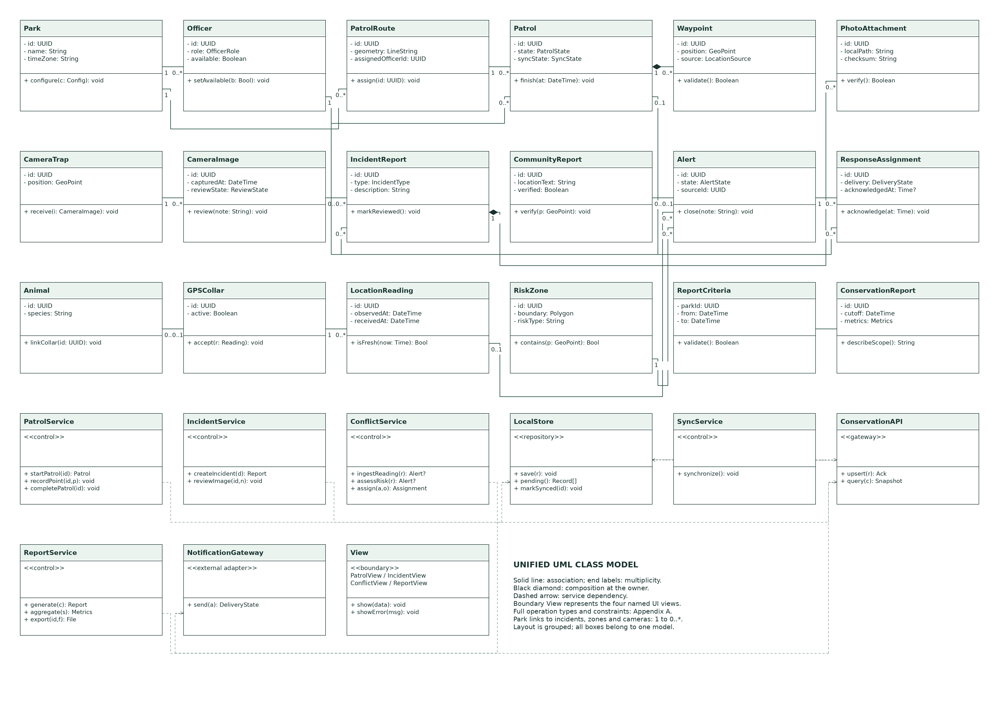 Park
- id: UUID
- name: String
- timeZone: String
+ configure(c: Config): void
Officer
- id: UUID
- role: OfficerRole
- available: Boolean
+ setAvailable(b: Bool): void
PatrolRoute
- id: UUID
- geometry: LineString
- assignedOfficerId: UUID
+ assign(id: UUID): void
Patrol
- id: UUID
- state: PatrolState
- syncState: SyncState
+ finish(at: DateTime): void
Waypoint
- id: UUID
- position: GeoPoint
- source: LocationSource
+ validate(): Boolean
PhotoAttachment
- id: UUID
- localPath: String
- checksum: String
+ verify(): Boolean
1 0..*
1 0..*
1 0..*
0..*
1
0..*
1
0..*
0..1
CameraTrap
- id: UUID
- position: GeoPoint
+ receive(i: CameraImage): void
CameraImage
- id: UUID
- capturedAt: DateTime
- reviewState: ReviewState
+ review(note: String): void
IncidentReport
- id: UUID
- type: IncidentType
- description: String
+ markReviewed(): void
CommunityReport
- id: UUID
- locationText: String
- verified: Boolean
+ verify(p: GeoPoint): void
Alert
- id: UUID
- state: AlertState
- sourceId: UUID
+ close(note: String): void
ResponseAssignment
- id: UUID
- delivery: DeliveryState
- acknowledgedAt: Time?
+ acknowledge(at: Time): void
1 0..*
0..0..*
0..0..1
1 0..*
1
0..*
0..*
0..*
0..*
Animal
- id: UUID
- species: String
+ linkCollar(id: UUID): void
GPSCollar
- id: UUID
- active: Boolean
+ accept(r: Reading): void
LocationReading
- id: UUID
- observedAt: DateTime
- receivedAt: DateTime
+ isFresh(now: Time): Bool
RiskZone
- id: UUID
- boundary: Polygon
- riskType: String
+ contains(p: GeoPoint): Bool
ReportCriteria
- parkId: UUID
- from: DateTime
- to: DateTime
+ validate(): Boolean
ConservationReport
- id: UUID
- cutoff: DateTime
- metrics: Metrics
+ describeScope(): String
0..0..1
1 0..*
0..1
1
PatrolService
<<control>>
+ startPatrol(id): Patrol
+ recordPoint(id,p): void
+ completePatrol(id): void
IncidentService
<<control>>
+ createIncident(d): Report
+ reviewImage(id,n): void
ConflictService
<<control>>
+ ingestReading(r): Alert?
+ assessRisk(r): Alert?
+ assign(a,o): Assignment
LocalStore
<<repository>>
+ save(r): void
+ pending(): Record[]
+ markSynced(id): void
SyncService
<<control>>
+ synchronize(): void
ConservationAPI
<<gateway>>
+ upsert(r): Ack
+ query(c): Snapshot
ReportService
<<control>>
+ generate(c): Report
+ aggregate(s): Metrics
+ export(id,f): File
NotificationGateway
<<external adapter>>
+ send(a): DeliveryState
View
<<boundary>>
PatrolView / IncidentView
ConflictView / ReportView
+ show(data): void
+ showError(msg): void
UNIFIED UML CLASS MODEL
Solid line: association; end labels: multiplicity.
Black diamond: composition at the owner.
Dashed arrow: service dependency.
Boundary View represents the four named UI views.
Full operation types and constraints: Appendix A.
Park links to incidents, zones and cameras: 1 to 0..*.
Layout is grouped; all boxes belong to one model.